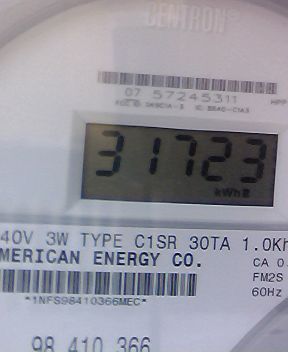 CENTRON®
07 57245311
31723
kWh
40V 3W TYPE C1SR 30TA 1.0Kh
MERICAN ENERGY CO.
CA 0.
FM2S
60Hz
*1NFS98410366MEC*
98 410 366